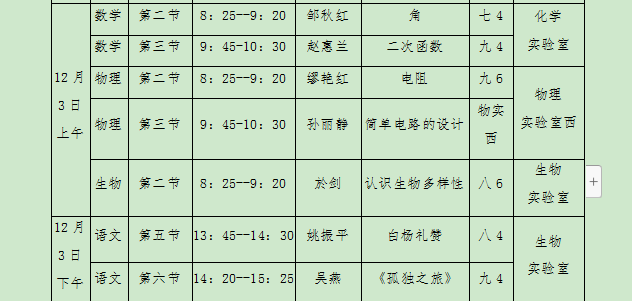 数学 第二节 8：25--9：20 邹秋红 角 七4 化学
实验室
数学 第三节 9：45-10：30 赵惠兰 二次函数 九4
12月
3日
上午
物理 第二节 8：25--9：20 缪艳红 电阻 九6 物理
实验室西
物理 第三节 9：45-10：30 孙丽静 简单电路的设计 物实
西
生物 第二节 8：25--9：20 於剑 认识生物多样性 八6 生物
实验室
12月
3日
下午
语文 第五节 13：45--14：30 姚振平 白杨礼赞 八4 生物
实验室
语文 第六节 14：20--15：25 吴燕 《孤独之旅》 九4